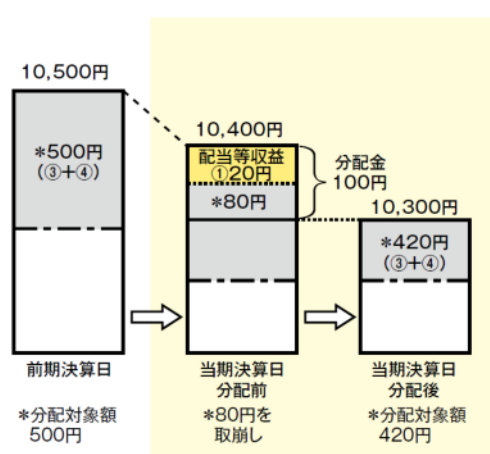 10,500円
*500円
(③+④)
前期決算日
*分配対象額
500円
10,400円
配当等収益
①20円
*80円
分配金
100円
当期決算日
分配前
*80円を
取崩し
10,300円
*420円
(③+④)
当期決算日
分配後
*分配対象額
420円